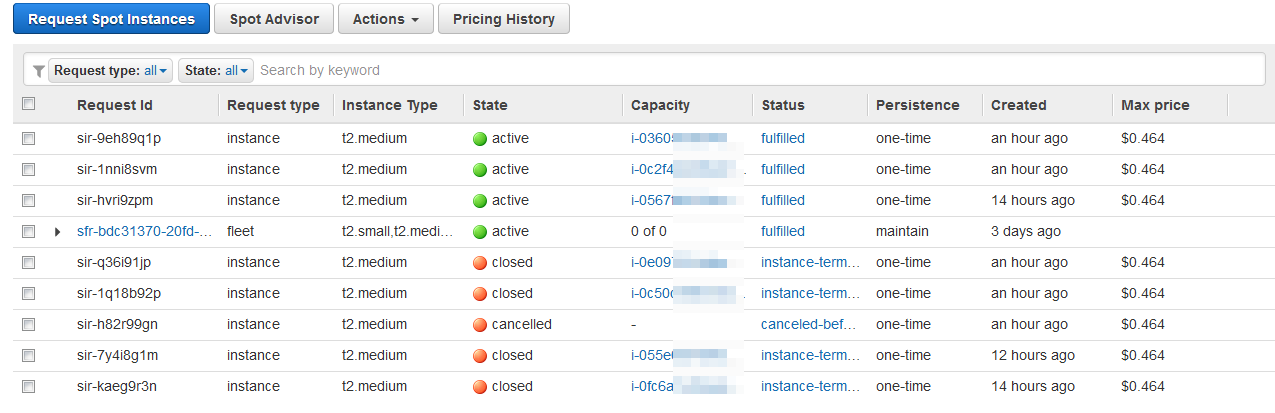 Request Spot Instances Spot Advisor Actions Pricing History
Request type: all State: all Search by keyword
Request Id Request type Instance Type State Capacity Status Persistence Created Max price
sir-9eh89q1p instance t2.medium active i-0360 fulfilled one-time an hour ago $0.464
sir-1nni8svm instance t2.medium active i-0c2f4 fulfilled one-time an hour ago $0.464
sir-hvri9zpm instance t2.medium active i-0567 fulfilled one-time 14 hours ago $0.464
sfr-bdc31370-20fd-... fleet t2.small,t2.medi... active 0 of 0 fulfilled maintain 3 days ago
sir-q36i91jp instance t2.medium closed i-0e09 instance-term... one-time an hour ago $0.464
sir-1q18b92p instance t2.medium closed i-0c50 instance-term... one-time an hour ago $0.464
sir-h82r99gn instance t2.medium cancelled - canceled-bef... one-time an hour ago $0.464
sir-7y4i8g1m instance t2.medium closed i-055e instance-term... one-time 12 hours ago $0.464
sir-kaeg9r3n instance t2.medium closed i-0fc6a instance-term... one-time 14 hours ago $0.464